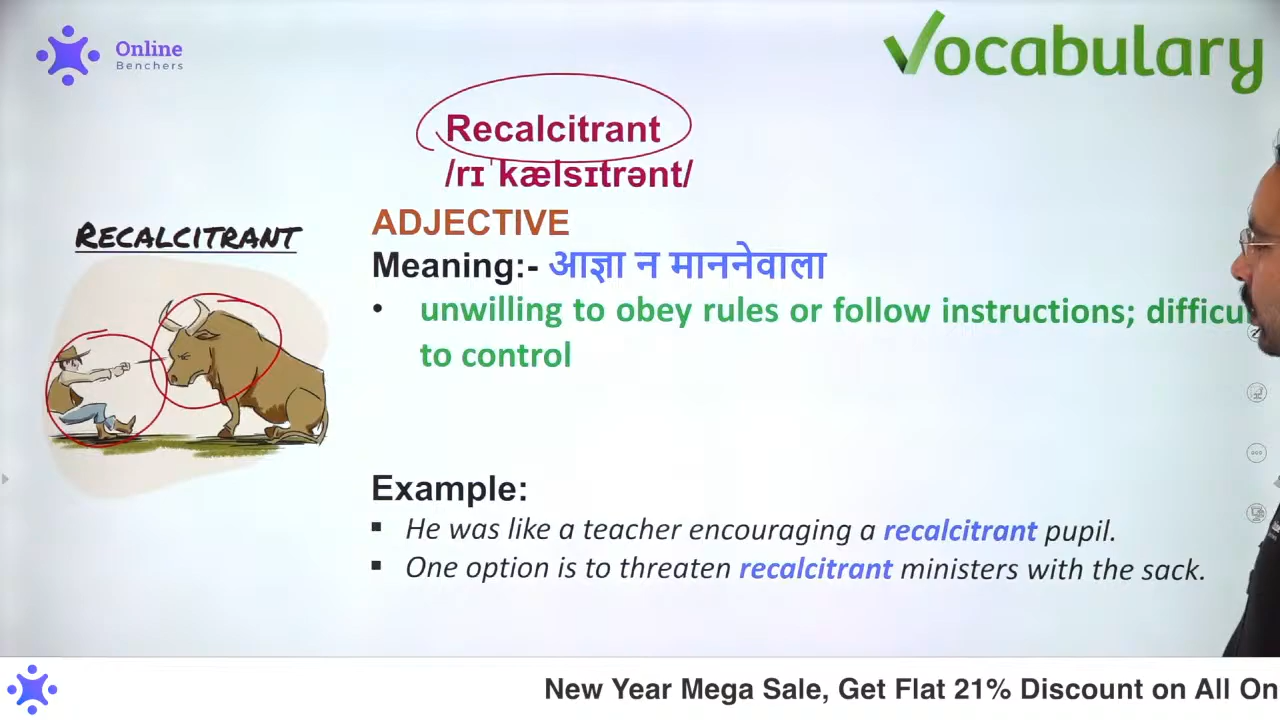 Online
Benchers
Vocabulary
Recalcitrant
/rɪˈkælsɪtrənt/
RECALCITRANT
ADJECTIVE
Meaning:- आज्ञा न माननेवाला
• unwilling to obey rules or follow instructions;
to control
Example:
▪ He was like a teacher encouraging a recalcitrant pupil.
▪ One option is to threaten recalcitrant ministers with the sack.
New Year Mega Sale, Get Flat 21% Discount on All On